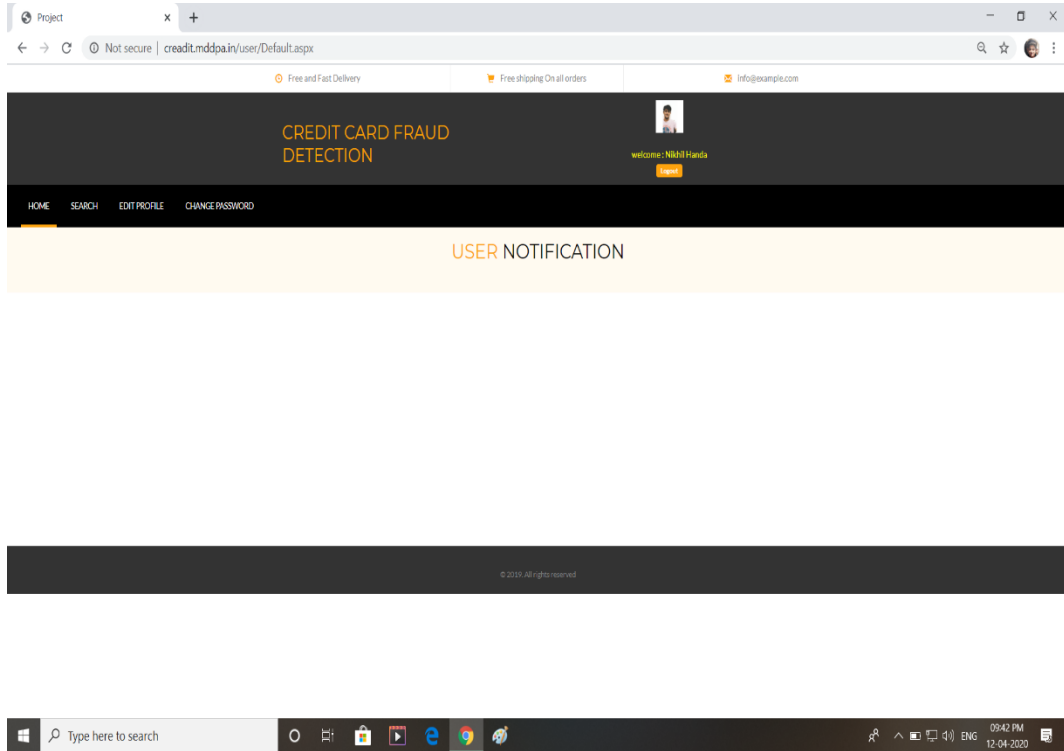 Project
Not secure | creadit.mddpa.in/user/Default.aspx
Free and Fast Delivery Free shipping On all orders info@example.com
CREDIT CARD FRAUD
DETECTION
welcome : Nikhil Handa
Logout
HOME SEARCH EDIT PROFILE CHANGE PASSWORD
USER NOTIFICATION
© 2019. All rights reserved
Type here to search
ENG
09:42 PM
12-04-2020